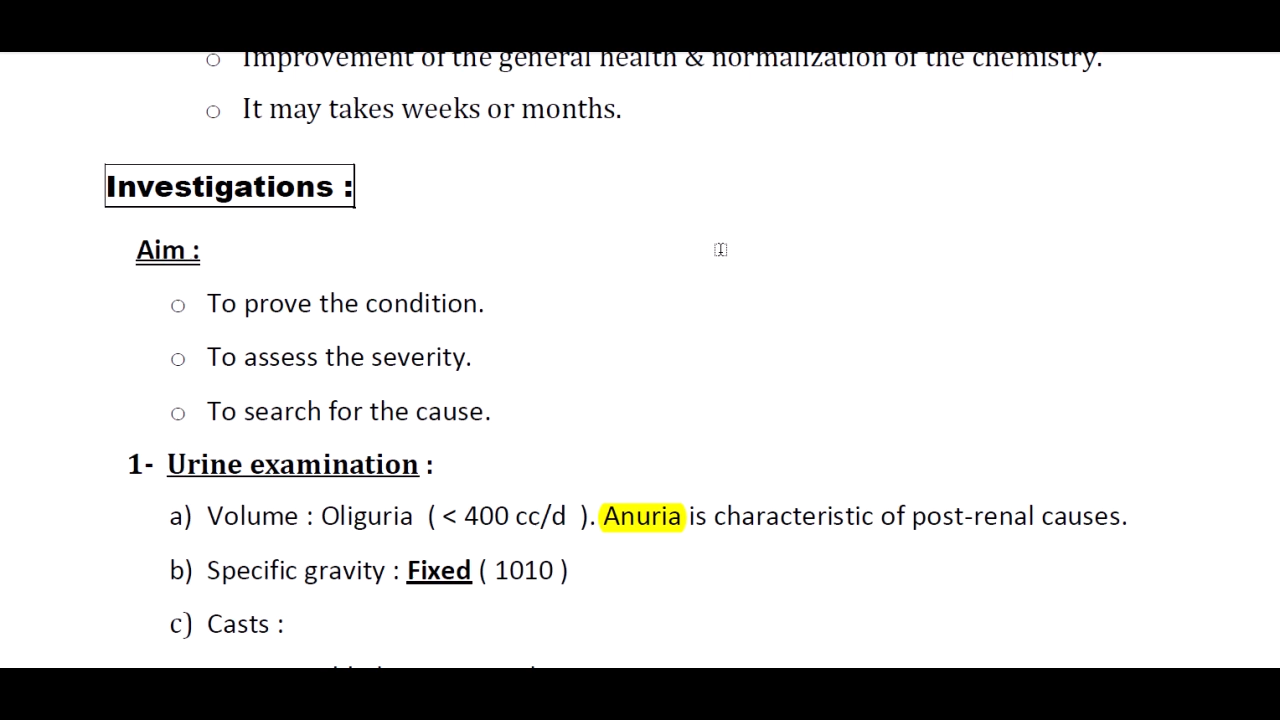 o Improvement of the general health & normalization of the chemistry.
o It may takes weeks or months.
Investigations :
Aim :
o To prove the condition.
o To assess the severity.
o To search for the cause.
1- Urine examination :
a) Volume : Oliguria ( < 400 cc/d ). Anuria is characteristic of post-renal causes.
b) Specific gravity : Fixed ( 1010 )
c) Casts :